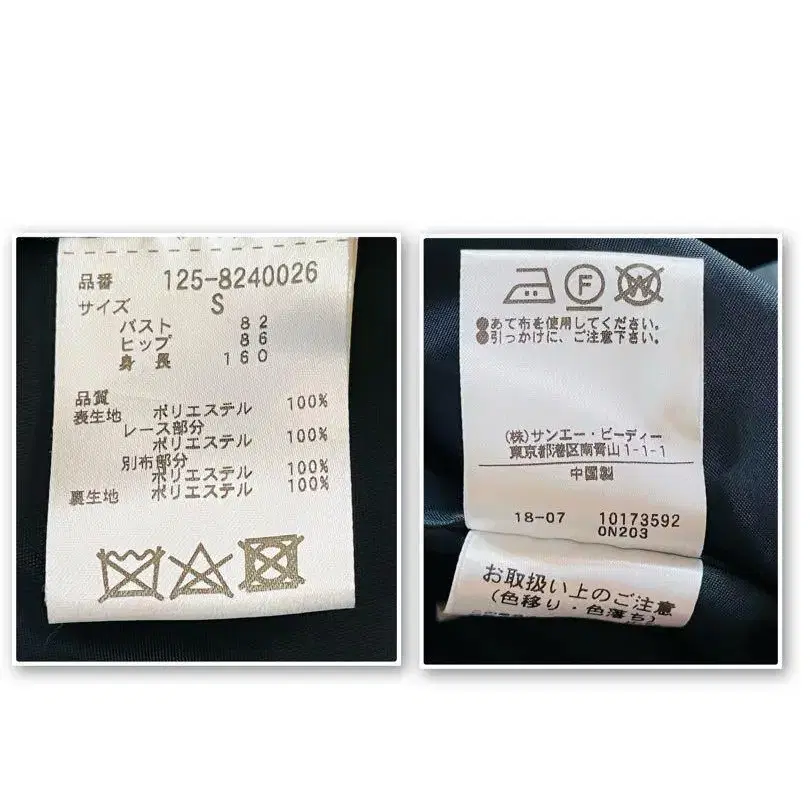 品番 125-8240026
サイズ S
バスト 82
ヒップ 86
身長 160
品質
表生地 ポリエステル 100%
レース部分
ポリエステル 100%
別布部分
ポリエステル 100%
裏生地 ポリエステル 100%
F
W
●あて布を使用してください。
●引っかけに、ご注意下さい。
(株)サンエー・ビーディー
東京都港区南青山1-1-1
中国製
18-07 10173592
0N203
お取扱い上のご注意
(色移り・色落ち)